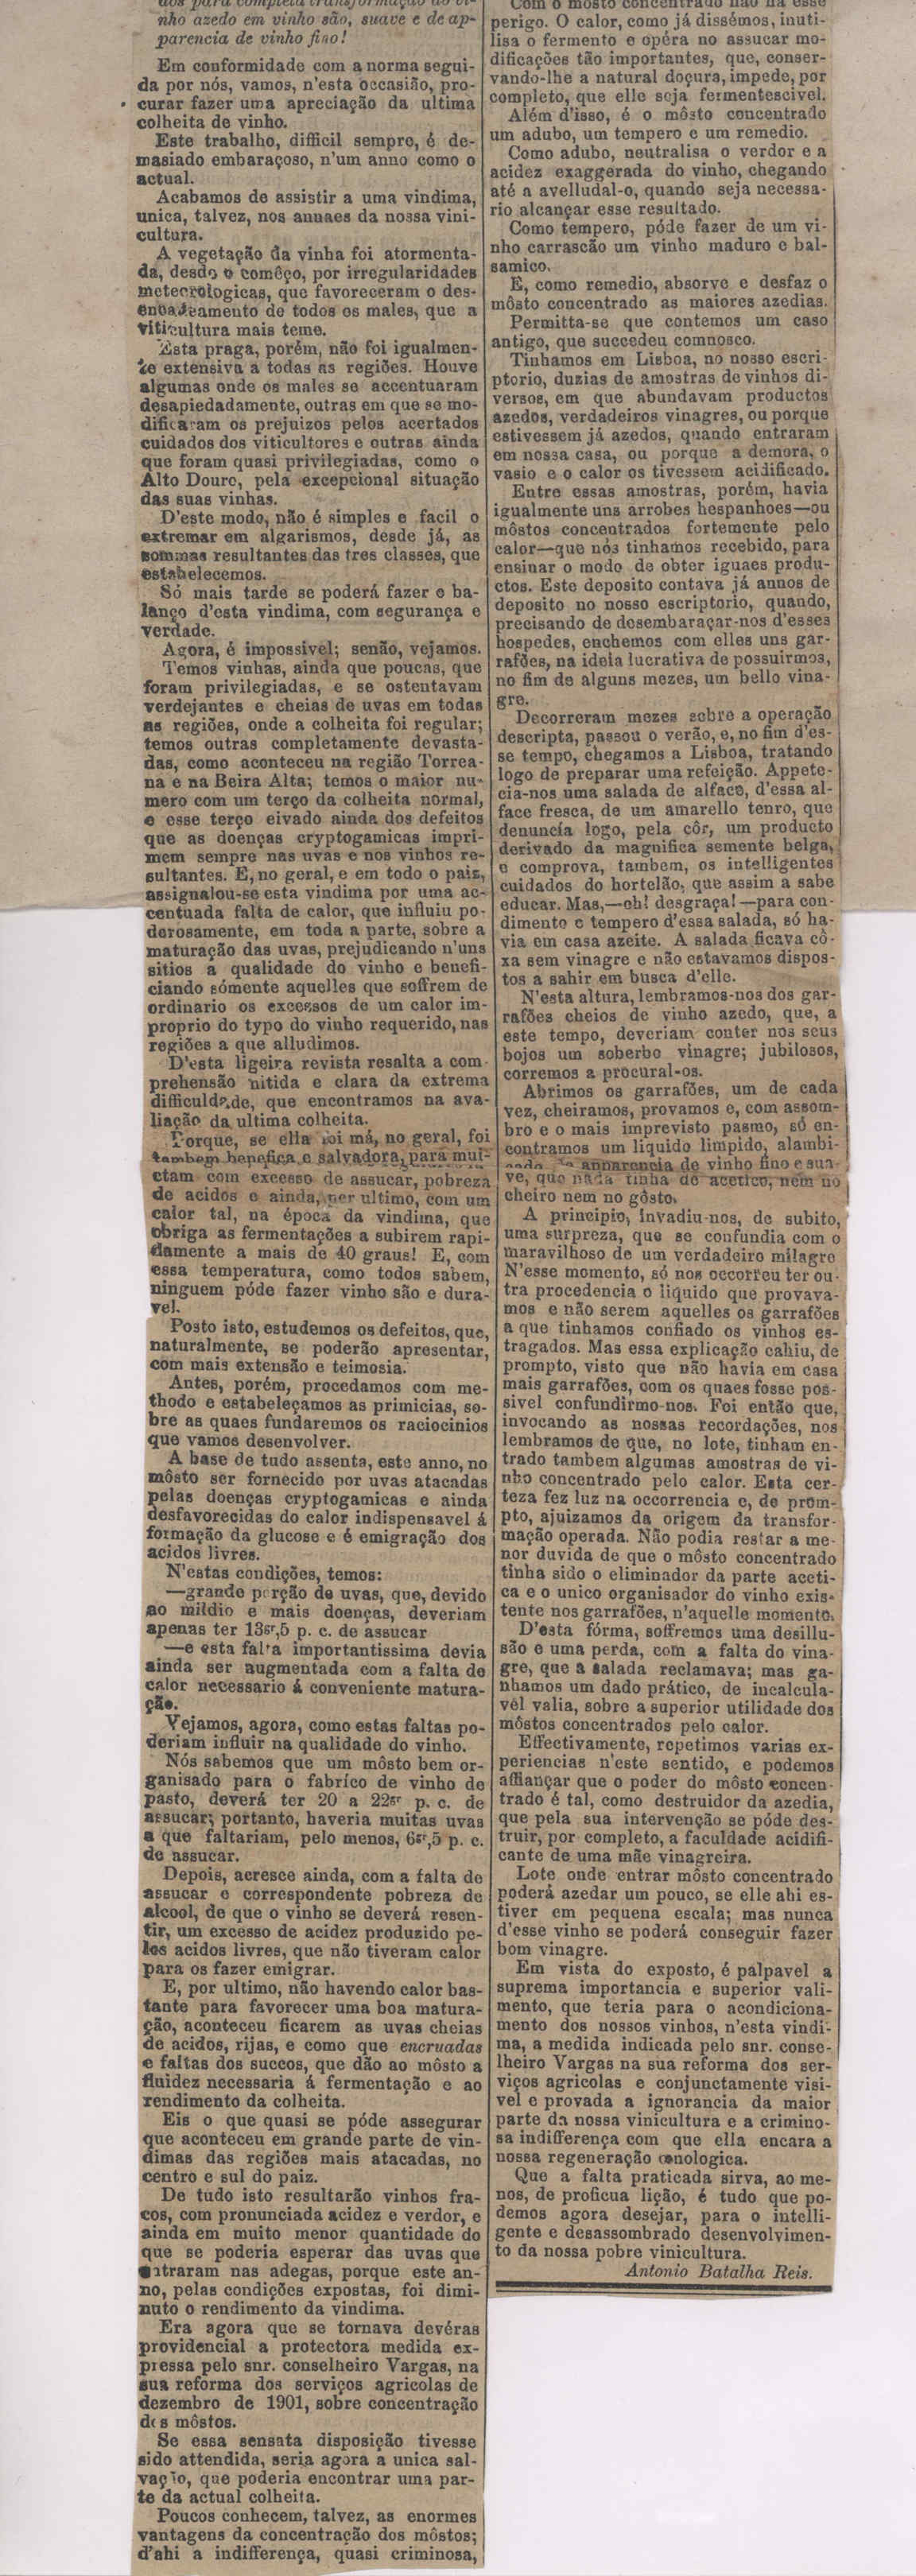 dos para completa transformação do vi-
nho azedo em vinho são, suave e de ap-
parencia de vinho fino!
Em conformidade com a norma segui-
da por nós, vamos, n'esta occasião, pro-
curar fazer uma apreciação da ultima
colheita de vinho.
Este trabalho, difficil sempre, é de-
masiado embaraçoso, n'um anno como o
actual.
Acabamos de assistir a uma vindima,
unica, talvez, nos annaes da nossa vini-
cultura.
A vegetação da vinha foi atormenta-
da, desde o comêço, por irregularidades
meteorologicas, que favoreceram o des-
encadeamento de todos os males, que a
viticultura mais teme.
Esta praga, porém, não foi igualmen-
te extensiva a todas as regiões. Houve
algumas onde os males se accentuaram
desapiedadamente, outras em que se mo-
dificaram os prejuizos pelos acertados
cuidados dos viticultores e outras ainda
que foram quasi privilegiadas, como o
Alto Douro, pela excepcional situação
das suas vinhas.
D'este modo, não é simples e facil o
extremar em algarismos, desde já, as
sommas resultantes das tres classes, que
estabelecemos.
Só mais tarde se poderá fazer o ba-
lanço d'esta vindima, com segurança e
verdade.
Agora, é impossivel; senão, vejamos.
Temos vinhas, ainda que poucas, que
foram privilegiadas, e se ostentavam
verdejantes e cheias de uvas em todas
as regiões, onde a colheita foi regular;
temos outras completamente devasta-
das, como aconteceu na região Torrea-
na e na Beira Alta; temos o maior nu-
mero com um terço da colheita normal,
e esse terço eivado ainda dos defeitos
que as doenças cryptogamicas impri-
mem sempre nas uvas e nos vinhos re-
sultantes. E, no geral, e em todo o paiz,
assignalou-se esta vindima por uma ac-
centuada falta de calor, que influiu po-
derosamente, em toda a parte, sobre a
maturação das uvas, prejudicando n'uns
sitios a qualidade do vinho e benefi-
ciando sómente aquelles que soffrem de
ordinario os excessos de um calor im-
proprio do typo do vinho requerido, nas
regiões a que alludimos.
D'esta ligeira revista resalta a com-
prehensão nitida e clara da extrema
difficuldade, que encontramos na ava-
liação da ultima colheita.
Porque, se ella foi má, no geral, foi
tambem benefica e salvadora, para mui-
ctam com excesso de assucar, pobreza
de acidos e ainda, por ultimo, com um
calor tal, na época da vindima, que
obriga as fermentações a subirem rapi-
damente a mais de 40 graus! E, com
essa temperatura, como todos sabem,
ninguem póde fazer vinho são e dura-
vel.
Posto isto, estudemos os defeitos, que,
naturalmente, se poderão apresentar,
com mais extensão e teimosia.
Antes, porém, procedamos com me-
thodo e estabeleçamos as primicias, so-
bre as quaes fundaremos os raciocinios
que vamos desenvolver.
A base de tudo assenta, este anno, no
môsto ser fornecido por uvas atacadas
pelas doenças cryptogamicas e ainda
desfavorecidas do calor indispensavel á
formação da glucose e é emigração dos
acidos livres.
N'estas condições, temos:
—grande porção de uvas, que, devido
ao mildio e mais doenças, deveriam
apenas ter 13gr,5 p. c. de assucar
—e esta falta importantissima devia
ainda ser augmentada com a falta de
calor necessario á conveniente matura-
ção.
Vejamos, agora, como estas faltas po-
deriam influir na qualidade do vinho.
Nós sabemos que um môsto bem or-
ganisado para o fabrico de vinho de
pasto, deverá ter 20 a 22gr p. c. de
assucar; portanto, haveria muitas uvas
a que faltariam, pelo menos, 6gr,5 p. c.
de assucar.
Depois, acresce ainda, com a falta de
assucar e correspondente pobreza de
alcool, de que o vinho se deverá resen-
tir, um excesso de acidez produzido pe-
los acidos livres, que não tiveram calor
para os fazer emigrar.
E, por ultimo, não havendo calor bas-
tante para favorecer uma boa matura-
ção, aconteceu ficarem as uvas cheias
de acidos, rijas, e como que encruadas
e faltas dos succos, que dão ao môsto a
fluidez necessaria á fermentação e ao
rendimento da colheita.
Eis o que quasi se póde assegurar
que aconteceu em grande parte de vin-
dimas das regiões mais atacadas, no
centro e sul do paiz.
De tudo isto resultarão vinhos fra-
cos, com pronunciada acidez e verdor, e
ainda em muito menor quantidade do
que se poderia esperar das uvas que
entraram nas adegas, porque este an-
no, pelas condições expostas, foi dimi-
nuto o rendimento da vindima.
Era agora que se tornava devéras
providencial a protectora medida ex-
pressa pelo snr. conselheiro Vargas, na
sua reforma dos serviços agricolas de
dezembro de 1901, sobre concentração
dos môstos.
Se essa sensata disposição tivesse
sido attendida, seria agora a unica sal-
vação, que poderia encontrar uma par-
te da actual colheita.
Poucos conhecem, talvez, as enormes
vantagens da concentração dos môstos;
d'ahi a indifferença, quasi criminosa,
Com o môsto concentrado não ha esse
perigo. O calor, como já dissémos, inuti-
lisa o fermento e opéra no assucar mo-
dificações tão importantes, que, conser-
vando-lhe a natural doçura, impede, por
completo, que elle seja fermentescivel.
Além d'isso, é o môsto concentrado
um adubo, um tempero e um remedio.
Como adubo, neutralisa o verdor e a
acidez exaggerada do vinho, chegando
até a avelludal-o, quando seja necessa-
rio alcançar esse resultado.
Como tempero, póde fazer de um vi-
nho carrascão um vinho maduro e bal-
samico.
E, como remedio, absorve e desfaz o
môsto concentrado as maiores azedias.
Permitta-se que contemos um caso
antigo, que succedeu comnosco.
Tinhamos em Lisboa, no nosso escri-
ptorio, duzias de amostras de vinhos di-
versos, em que abundavam productos
azedos, verdadeiros vinagres, ou porque
estivessem já azedos, quando entraram
em nossa casa, ou porque a demora, o
vasio e o calor os tivessem acidificado.
Entre essas amostras, porém, havia
igualmente uns arrobes hespanhoes—ou
môstos concentrados fortemente pelo
calor—que nós tinhamos recebido, para
ensinar o modo de obter iguaes produ-
ctos. Este deposito contava já annos de
deposito no nosso escriptorio, quando,
precisando de desembaraçar-nos d'esses
hospedes, enchemos com elles uns gar-
rafões, na ideia lucrativa de possuirmos,
no fim de alguns mezes, um bello vina-
gre.
Decorreram mezes sobre a operação
descripta, passou o verão, e, no fim d'es-
se tempo, chegamos a Lisboa, tratando
logo de preparar uma refeição. Appete-
cia-nos uma salada de alface, d'essa al-
face fresca, de um amarello tenro, que
denuncía logo, pela côr, um producto
derivado da magnifica semente belga,
e comprova, tambem, os intelligentes
cuidados do hortelão, que assim a sabe
educar. Mas,—oh! desgraça!—para con-
dimento e tempero d'essa salada, só ha-
via em casa azeite. A salada ficava cô-
xa sem vinagre e não estavamos dispos-
tos a sahir em busca d'elle.
N'esta altura, lembramos-nos dos gar-
rafões cheios de vinho azedo, que, a
este tempo, deveriam conter nos seus
bojos um soberbo vinagre; jubilosos,
corremos a procural-os.
Abrimos os garrafões, um de cada
vez, cheiramos, provamos e, com assom-
bro e o mais imprevisto pasmo, só en-
contramos um liquido limpido, alambi-
cado, da apparencia de vinho fino e sua-
ve, que nada tinha de acetico, nem no
cheiro nem no gôsto.
A principio, invadiu-nos, de subito,
uma surpreza, que se confundia com o
maravilhoso de um verdadeiro milagre
N'esse momento, só nos occorreu ter ou-
tra procedencia o liquido que provava-
mos e não serem aquelles os garrafões
a que tinhamos confiado os vinhos es-
tragados. Mas essa explicação cahiu, de
prompto, visto que não havia em casa
mais garrafões, com os quaes fosse pos-
sivel confundirmo-nos. Foi então que,
invocando as nossas recordações, nos
lembramos de que, no lote, tinham en-
trado tambem algumas amostras de vi-
nho concentrado pelo calor. Esta cer-
teza fez luz na occorrencia e, de prom-
pto, ajuizamos da origem da transfor-
mação operada. Não podia restar a me-
nor duvida de que o môsto concentrado
tinha sido o eliminador da parte aceti-
ca e o unico organisador do vinho exis-
tente nos garrafões, n'aquelle momento.
D'esta fórma, soffremos uma desillu-
são e uma perda, com a falta do vina-
gre, que a salada reclamava; mas ga-
nhamos um dado prático, de incalcula-
vel valia, sobre a superior utilidade dos
môstos concentrados pelo calor.
Effectivamente, repetimos varias ex-
periencias n'este sentido, e podemos
affiançar que o poder do môsto concen-
trado é tal, como destruidor da azedia,
que pela sua intervenção se póde des-
truir, por completo, a faculdade acidifi-
cante de uma mãe vinagreira.
Lote onde entrar môsto concentrado
poderá azedar um pouco, se elle ahi es-
tiver em pequena escala; mas nunca
d'esse vinho se poderá conseguir fazer
bom vinagre.
Em vista do exposto, é palpavel a
suprema importancia e superior vali-
mento, que teria para o acondiciona-
mento dos nossos vinhos, n'esta vindi-
ma, a medida indicada pelo snr. conse-
lheiro Vargas na sua reforma dos ser-
viços agricolas e conjunctamente visi-
vel e provada a ignorancia da maior
parte da nossa vinicultura e a crimino-
sa indifferença com que ella encara a
nossa regeneração œnologica.
Que a falta praticada sirva, ao me-
nos, de proficua lição, é tudo que po-
demos agora desejar, para o intelli-
gente e desassombrado desenvolvimen-
to da nossa pobre vinicultura.
Antonio Batalha Reis.